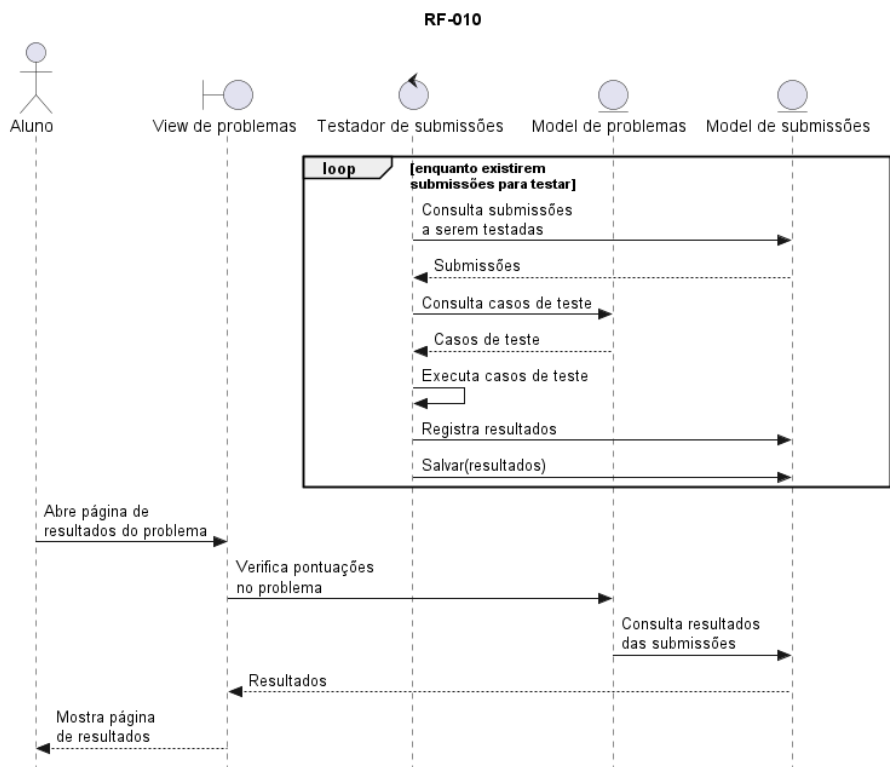 RF-010
Aluno
View de problemas
Testador de submissões
Model de problemas
Model de submissões
loop
[enquanto existirem
submissões para testar]
Consulta submissões
a serem testadas
Submissões
Consulta casos de teste
Casos de teste
Executa casos de teste
Registra resultados
Salvar(resultados)
Abre página de
resultados do problema
Verifica pontuações
no problema
Consulta resultados
das submissões
Resultados
Mostra página
de resultados